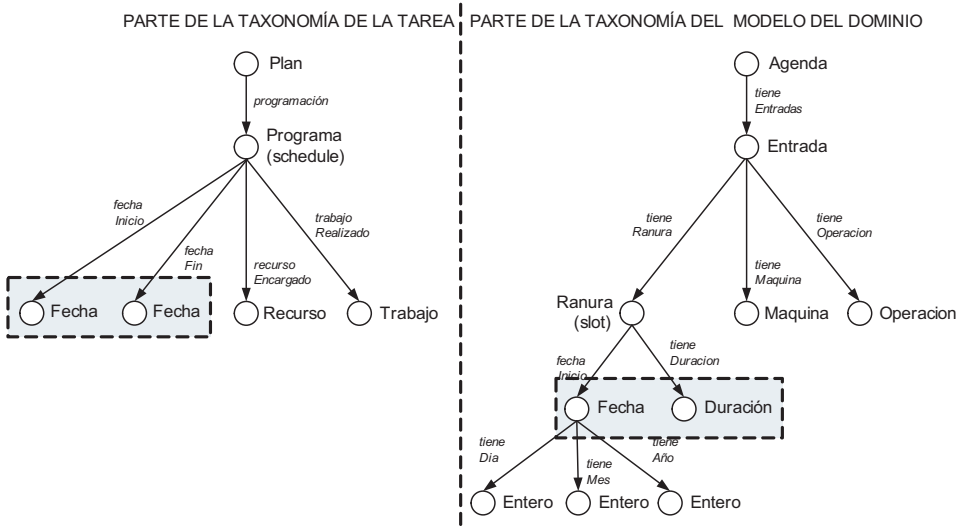 PARTE DE LA TAXONOMÍA DE LA TAREA
Plan
programación
Programa
(schedule)
fecha
Inicio
fecha
Fin
recurso
Encargado
trabajo
Realizado
Fecha
Fecha
Recurso
Trabajo
PARTE DE LA TAXONOMÍA DEL MODELO DEL DOMINIO
Agenda
tiene
Entradas
Entrada
tiene
Ranura
tiene
Maquina
tiene
Operacion
Ranura
(slot)
Maquina
Operacion
fecha
Inicio
tiene
Duracion
Fecha
Duración
tiene
Dia
tiene
Mes
tiene
Año
Entero
Entero
Entero